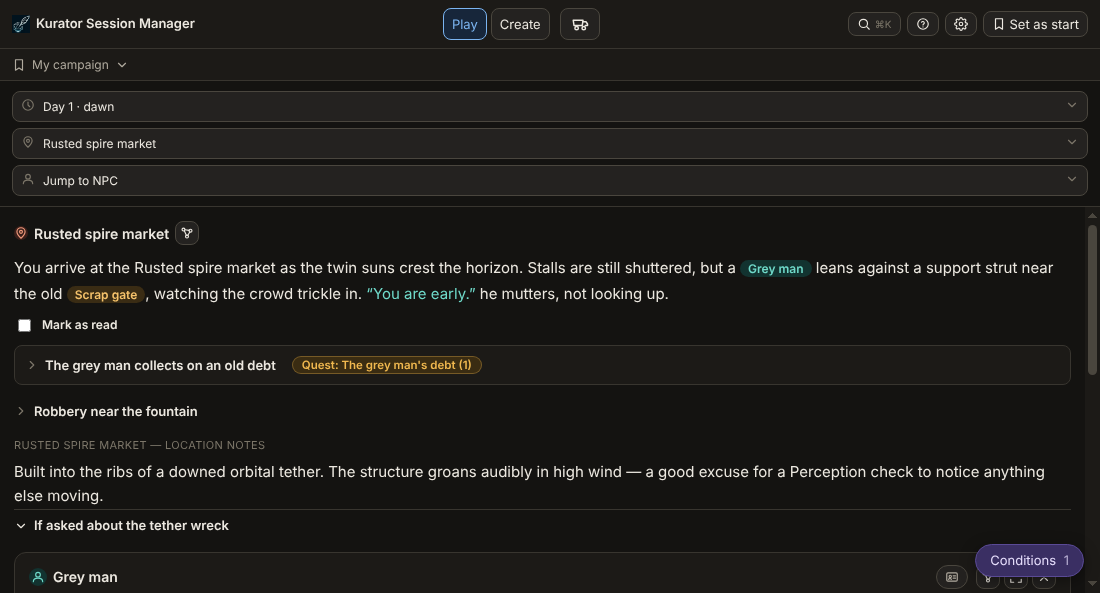 Kurator Session Manager
Play
Create
⌘K
Set as start
My campaign
Day 1 · dawn
Rusted spire market
Jump to NPC
Rusted spire market
You arrive at the Rusted spire market as the twin suns crest the horizon. Stalls are still shuttered, but a Grey man leans against a support strut near
the old Scrap gate, watching the crowd trickle in. “You are early.” he mutters, not looking up.
Mark as read
The grey man collects on an old debt Quest: The grey man's debt (1)
Robbery near the fountain
RUSTED SPIRE MARKET — LOCATION NOTES
Built into the ribs of a downed orbital tether. The structure groans audibly in high wind — a good excuse for a Perception check to notice anything
else moving.
If asked about the tether wreck
Conditions 1
Grey man